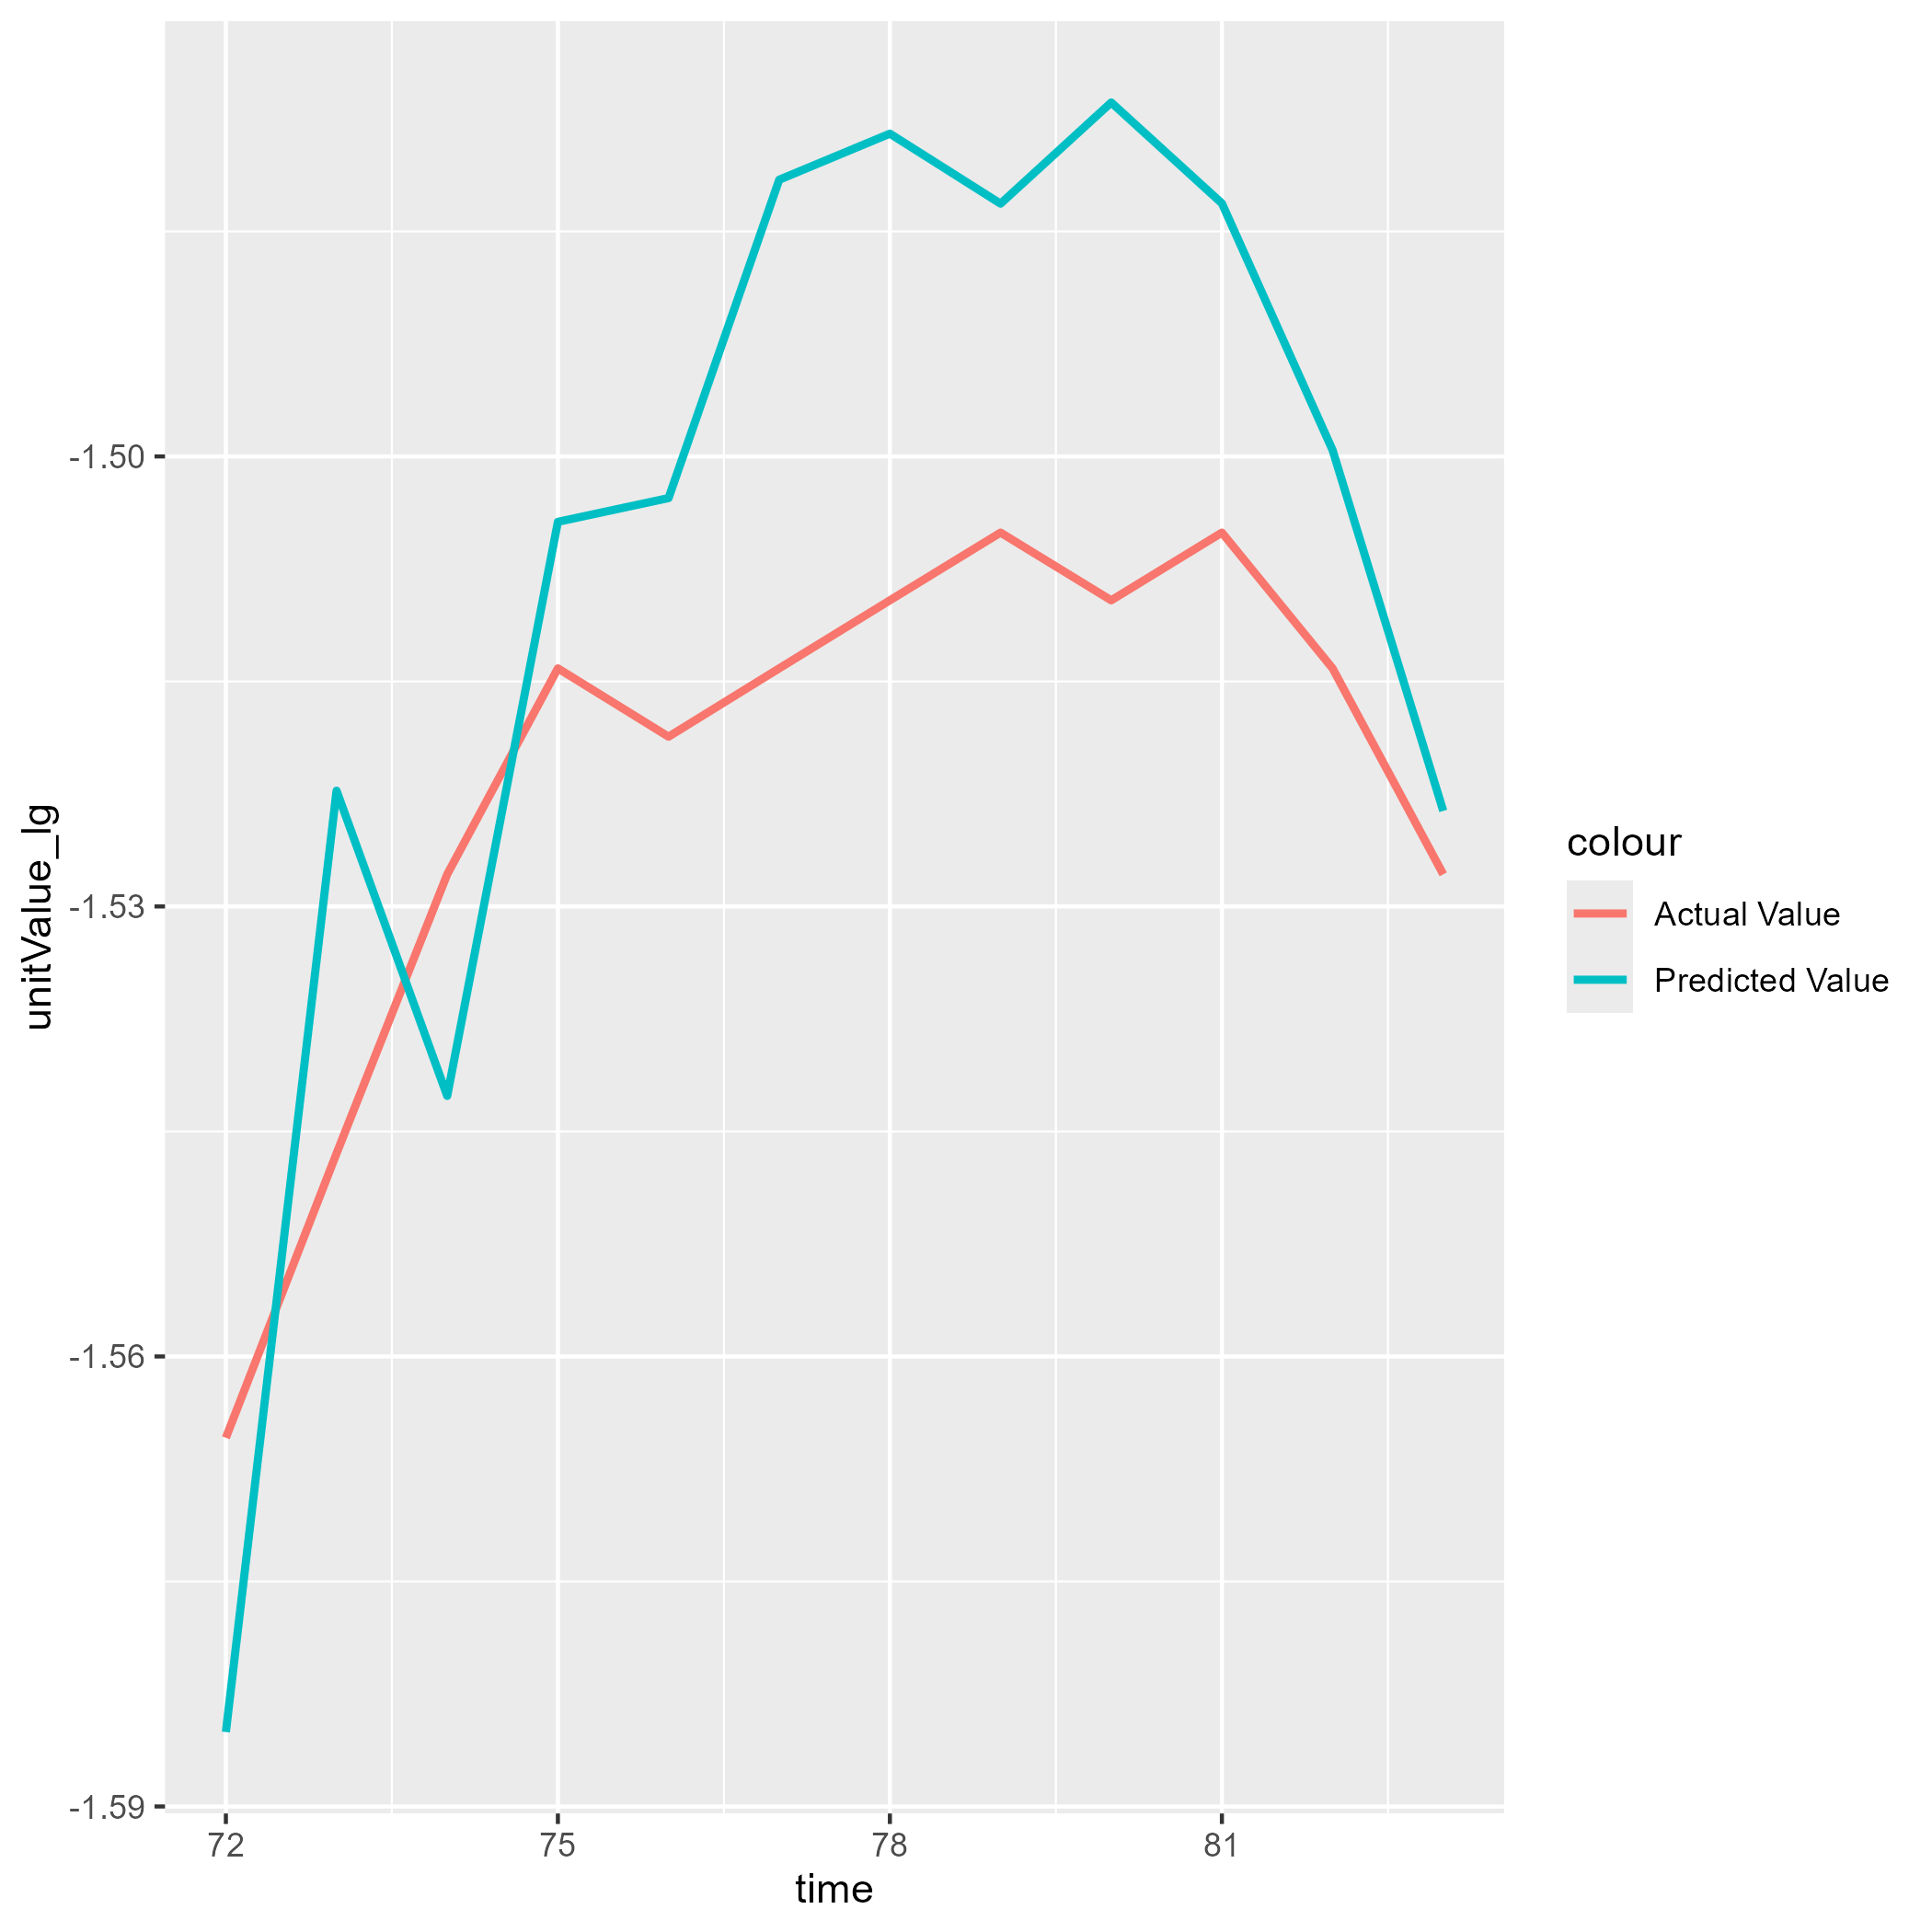 unitValue_lg
-1.50
-1.53
-1.56
-1.59
72 75 78 81
time
colour
Actual Value
Predicted Value